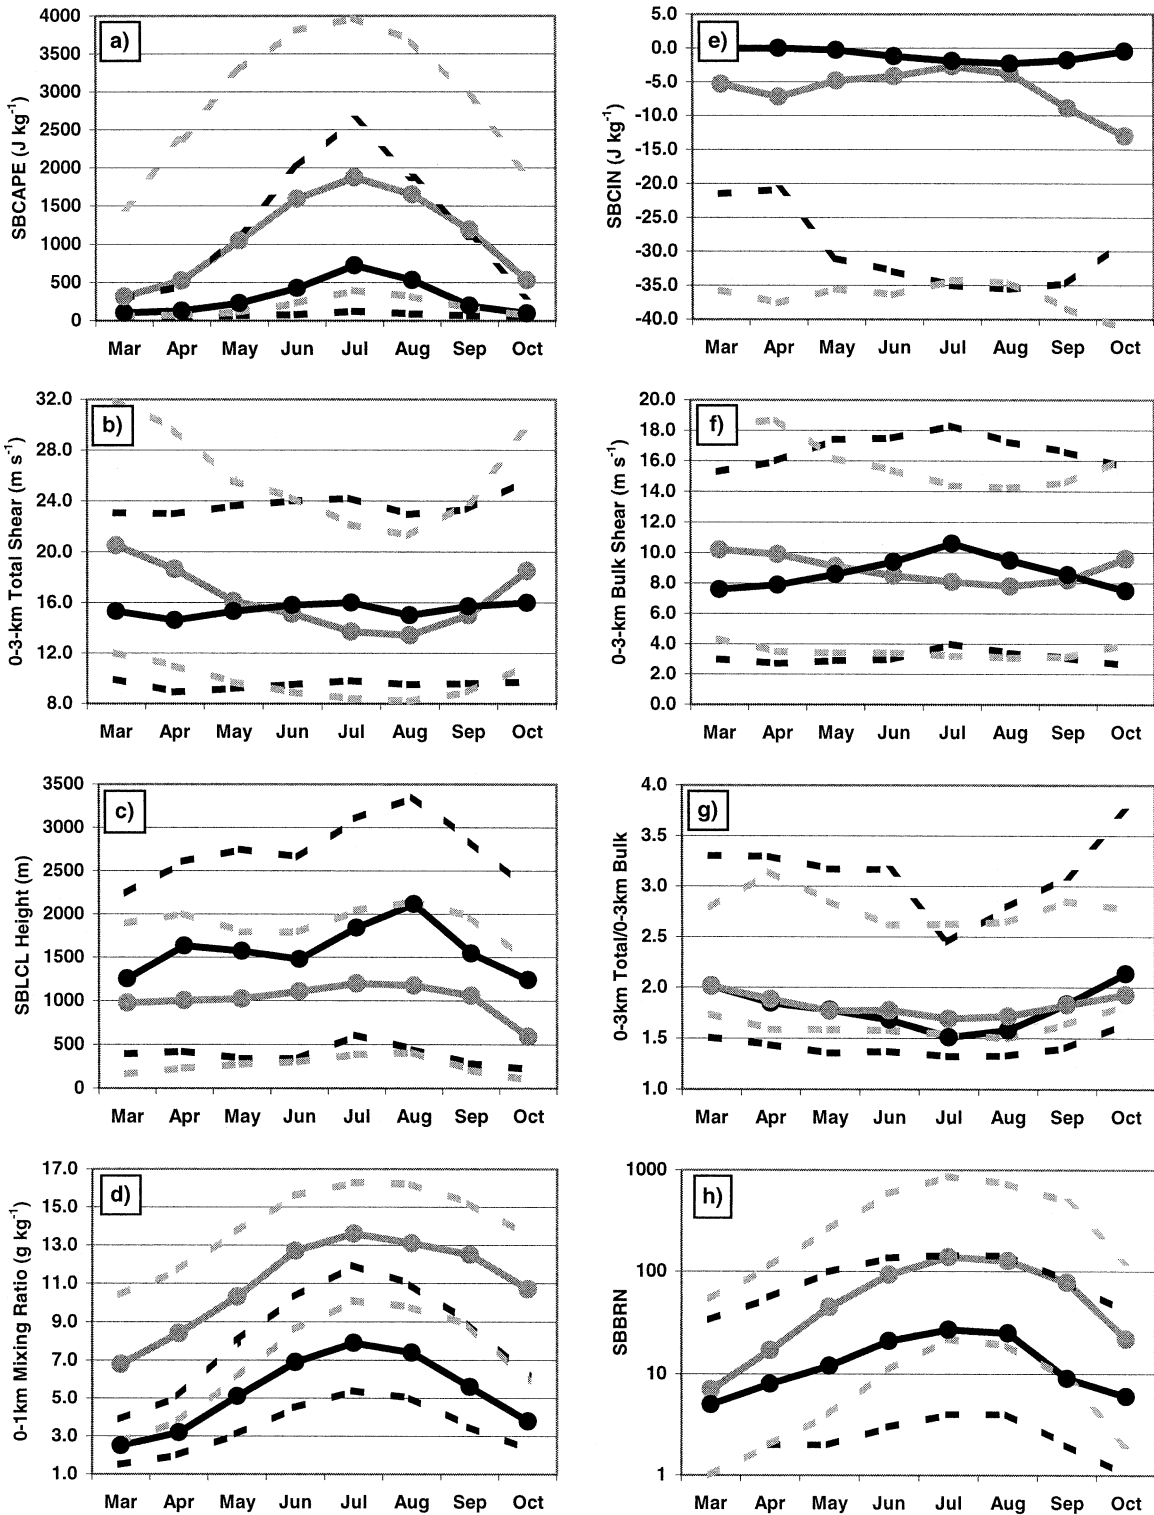 a)
SBCAPE (J kg-1)
4000
3500
3000
2500
2000
1500
1000
500
0
Mar Apr May Jun Jul Aug Sep Oct
e)
SBCIN (J kg-1)
5.0
0.0
-5.0
-10.0
-15.0
-20.0
-25.0
-30.0
-35.0
-40.0
Mar Apr May Jun Jul Aug Sep Oct
b)
0-3-km Total Shear (m s-1)
32.0
28.0
24.0
20.0
16.0
12.0
8.0
Mar Apr May Jun Jul Aug Sep Oct
f)
0-3-km Bulk Shear (m s-1)
20.0
18.0
16.0
14.0
12.0
10.0
8.0
6.0
4.0
2.0
0.0
Mar Apr May Jun Jul Aug Sep Oct
c)
SBLCL Height (m)
3500
3000
2500
2000
1500
1000
500
0
Mar Apr May Jun Jul Aug Sep Oct
g)
0-3km Total/0-3km Bulk
4.0
3.5
3.0
2.5
2.0
1.5
1.0
Mar Apr May Jun Jul Aug Sep Oct
d)
0-1km Mixing Ratio (g kg-1)
17.0
15.0
13.0
11.0
9.0
7.0
5.0
3.0
1.0
Mar Apr May Jun Jul Aug Sep Oct
h)
SBBRN
1000
100
10
1
Mar Apr May Jun Jul Aug Sep Oct